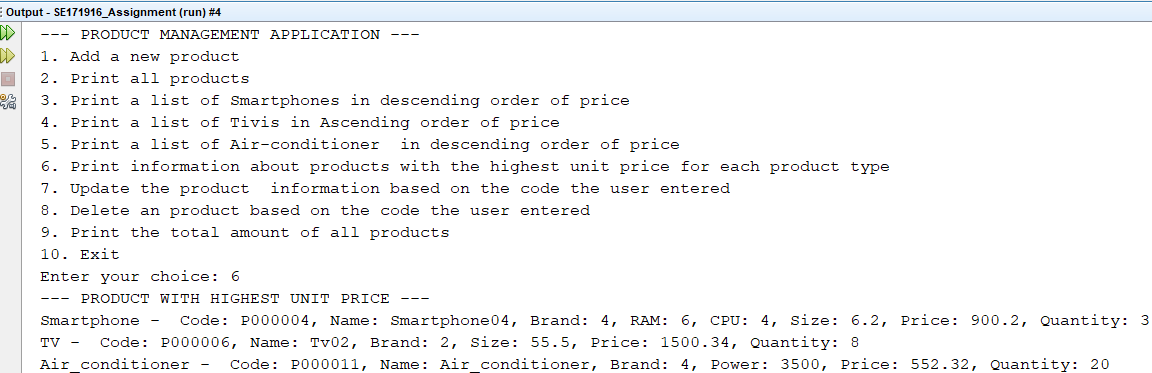 Output - SE171916_Assignment (run) #4
--- PRODUCT MANAGEMENT APPLICATION ---
1. Add a new product
2. Print all products
3. Print a list of Smartphones in descending order of price
4. Print a list of Tivis in Ascending order of price
5. Print a list of Air-conditioner  in descending order of price
6. Print information about products with the highest unit price for each product type
7. Update the product  information based on the code the user entered
8. Delete an product based on the code the user entered
9. Print the total amount of all products
10. Exit
Enter your choice: 6
--- PRODUCT WITH HIGHEST UNIT PRICE ---
Smartphone -  Code: P000004, Name: Smartphone04, Brand: 4, RAM: 6, CPU: 4, Size: 6.2, Price: 900.2, Quantity: 3
TV -  Code: P000006, Name: Tv02, Brand: 2, Size: 55.5, Price: 1500.34, Quantity: 8
Air_conditioner -  Code: P000011, Name: Air_conditioner, Brand: 4, Power: 3500, Price: 552.32, Quantity: 20